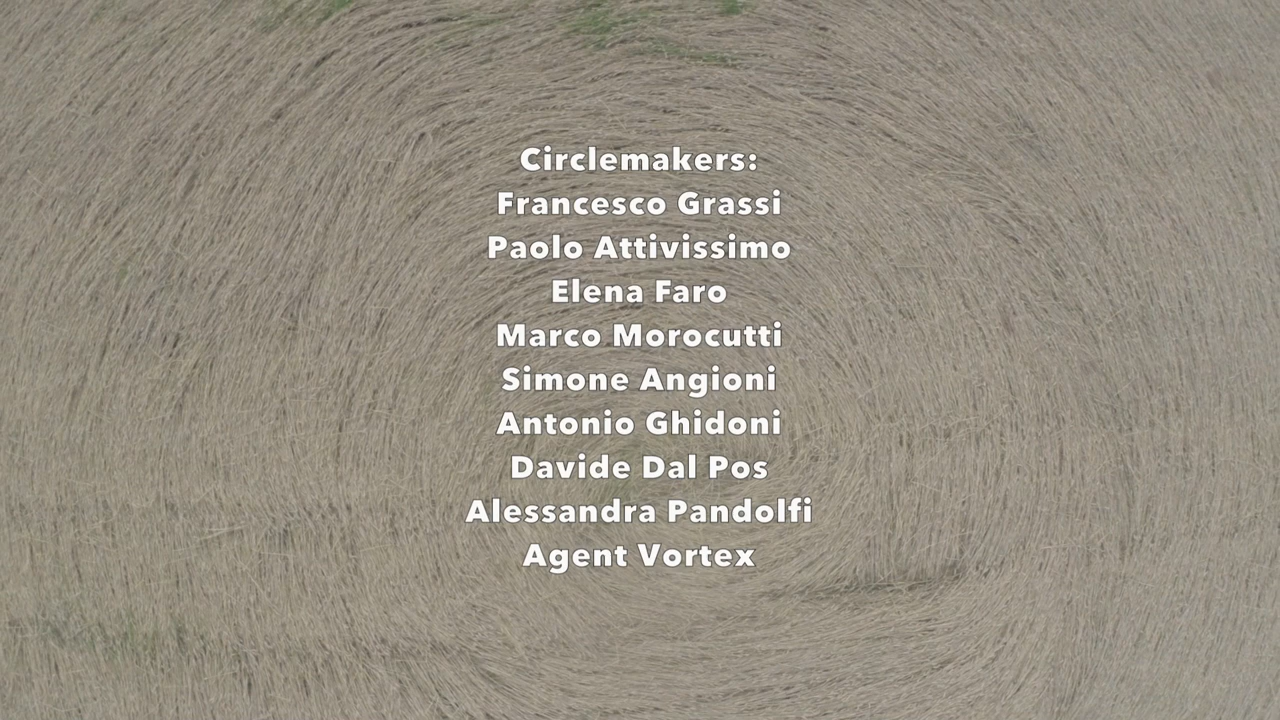 Circlemakers:
Francesco Grassi
Paolo Attivissimo
Elena Faro
Marco Morocutti
Simone Angioni
Antonio Ghidoni
Davide Dal Pos
Alessandra Pandolfi
Agent Vortex